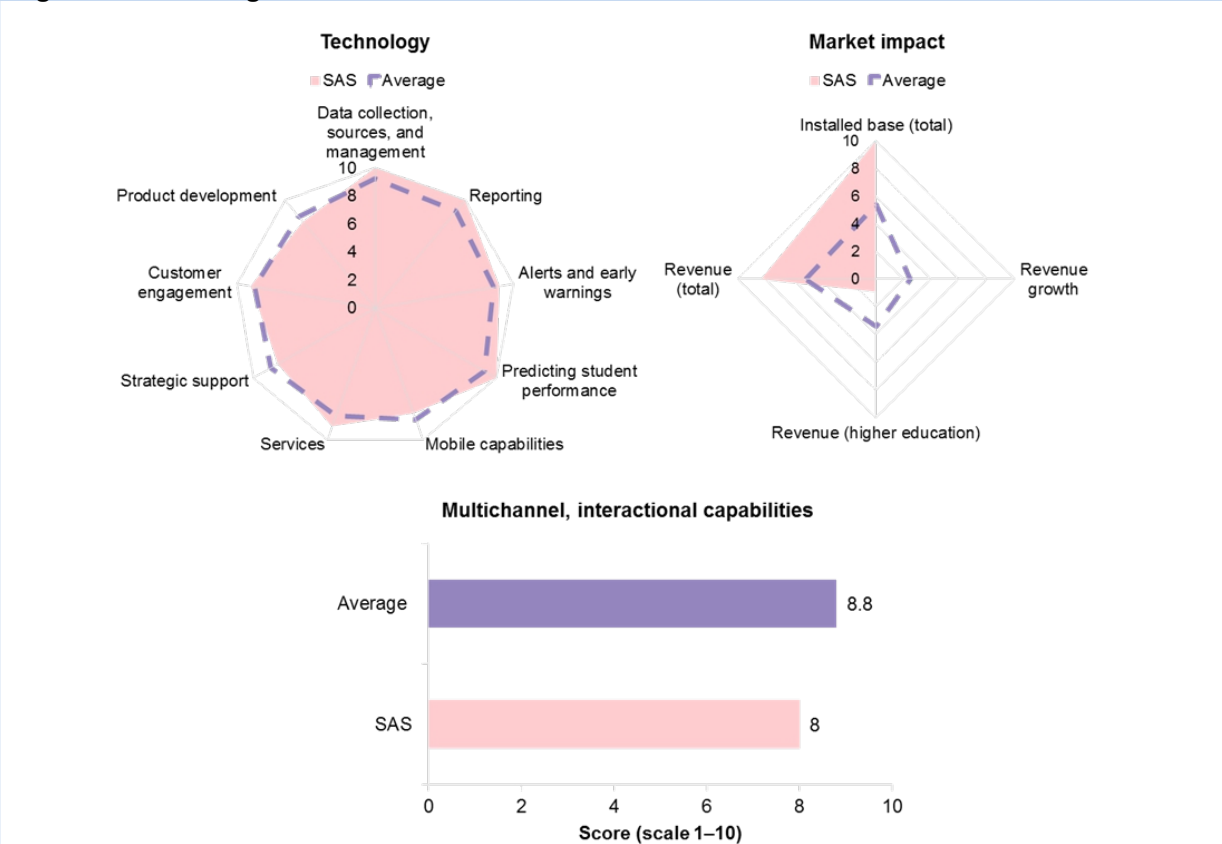 Technology
SAS Average
Data collection,
sources, and
management
10
8
6
4
2
0
Reporting
Alerts and early
warnings
Predicting student
performance
Mobile capabilities
Services
Strategic support
Customer
engagement
Product development
Market impact
SAS Average
Installed base (total)
10
8
6
4
2
0
Revenue
growth
Revenue (higher education)
Revenue
(total)
Multichannel, interactional capabilities
Average 8.8
SAS 8
0 2 4 6 8 10
Score (scale 1–10)